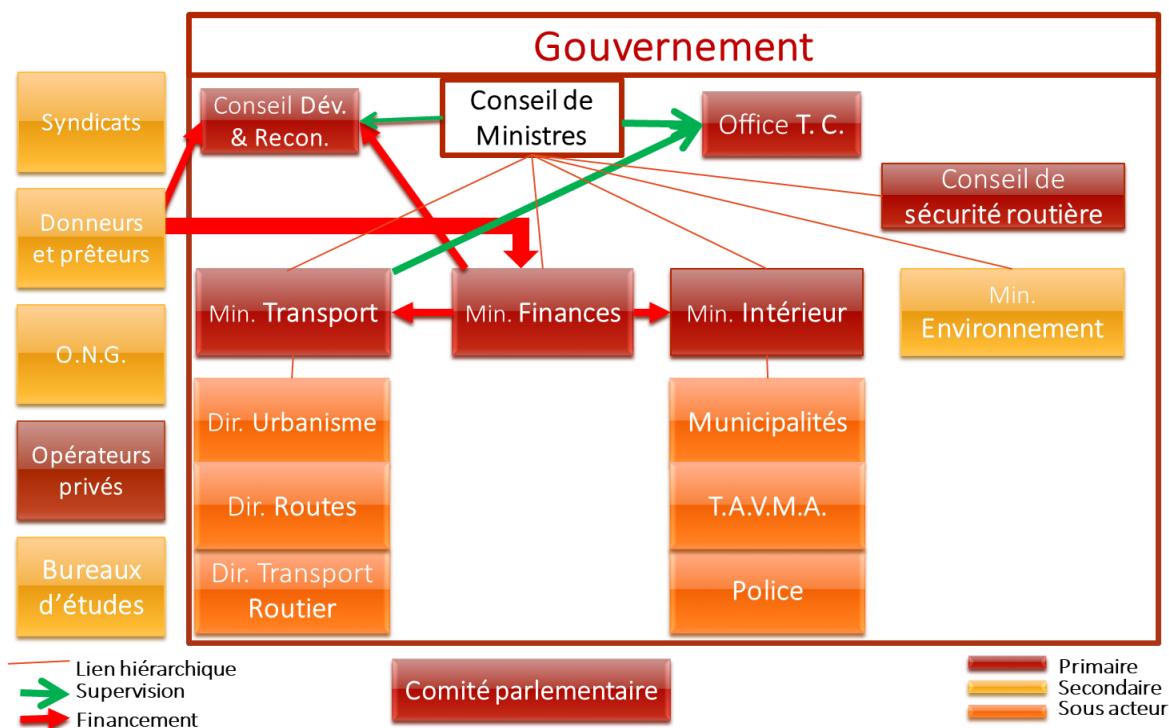 Gouvernement
Syndicats
Conseil Dév.
& Recon.
Conseil de
Ministres
Office T. C.
Conseil de
sécurité routière
Donneurs
et prêteurs
Min. Transport
Min. Finances
Min. Intérieur
Min.
Environnement
O.N.G.
Dir. Urbanisme
Municipalités
Opérateurs
privés
Dir. Routes
T.A.V.M.A.
Bureaux
d'études
Dir. Transport
Routier
Police
Lien hiérarchique
Supervision
Financement
Comité parlementaire
Primaire
Secondaire
Sous acteur